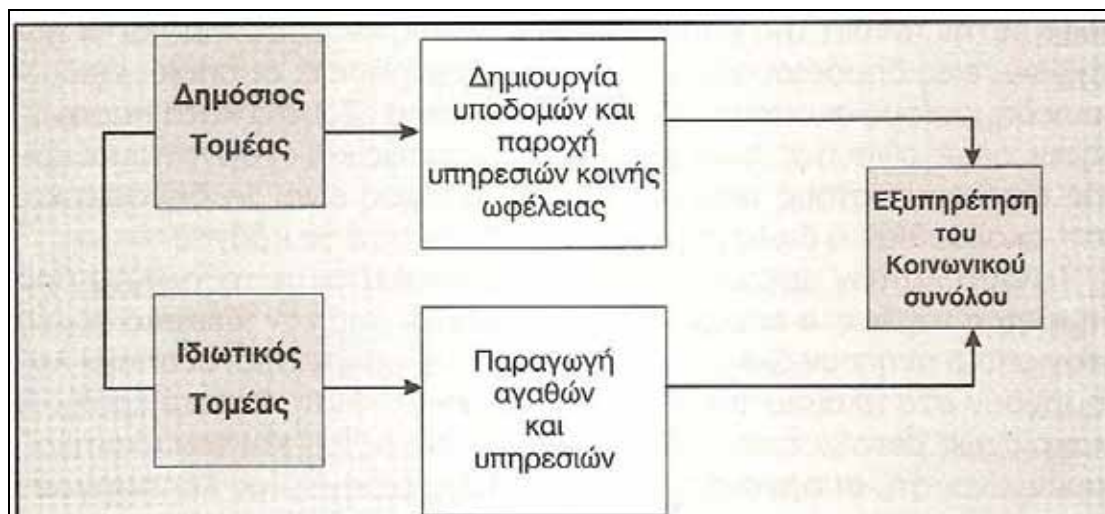 Δημόσιος
Τομέας
Δημιουργία
υποδομών και
παροχή
υπηρεσιών κοινής
ωφέλειας
Εξυπηρέτηση
του
Κοινωνικού
συνόλου
Ιδιωτικός
Τομέας
Παραγωγή
αγαθών
και
υπηρεσιών